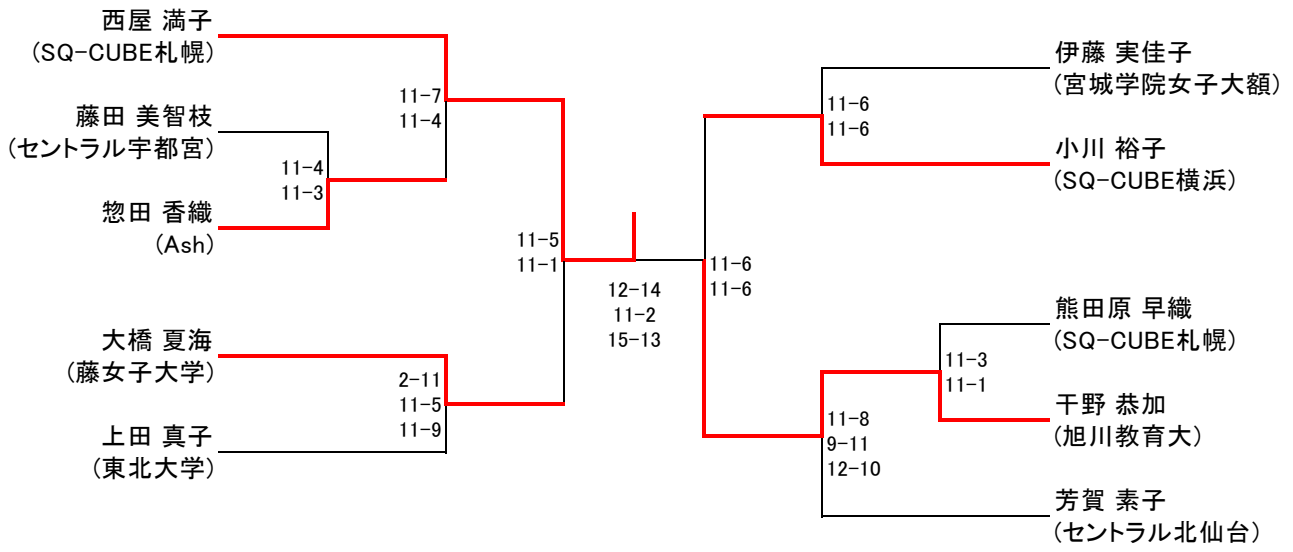 西屋 満子
(SQ-CUBE札幌)
藤田 美智枝
(セントラル宇都宮)
惣田 香織
(Ash)
大橋 夏海
(藤女子大学)
上田 真子
(東北大学)
11-7
11-4
11-4
11-3
2-11
11-5
11-9
11-5
11-1
12-14
11-2
15-13
11-6
11-6
11-6
11-6
11-3
11-1
11-8
9-11
12-10
伊藤 実佳子
(宮城学院女子大額)
小川 裕子
(SQ-CUBE横浜)
熊田原 早織
(SQ-CUBE札幌)
干野 恭加
(旭川教育大)
芳賀 素子
(セントラル北仙台)